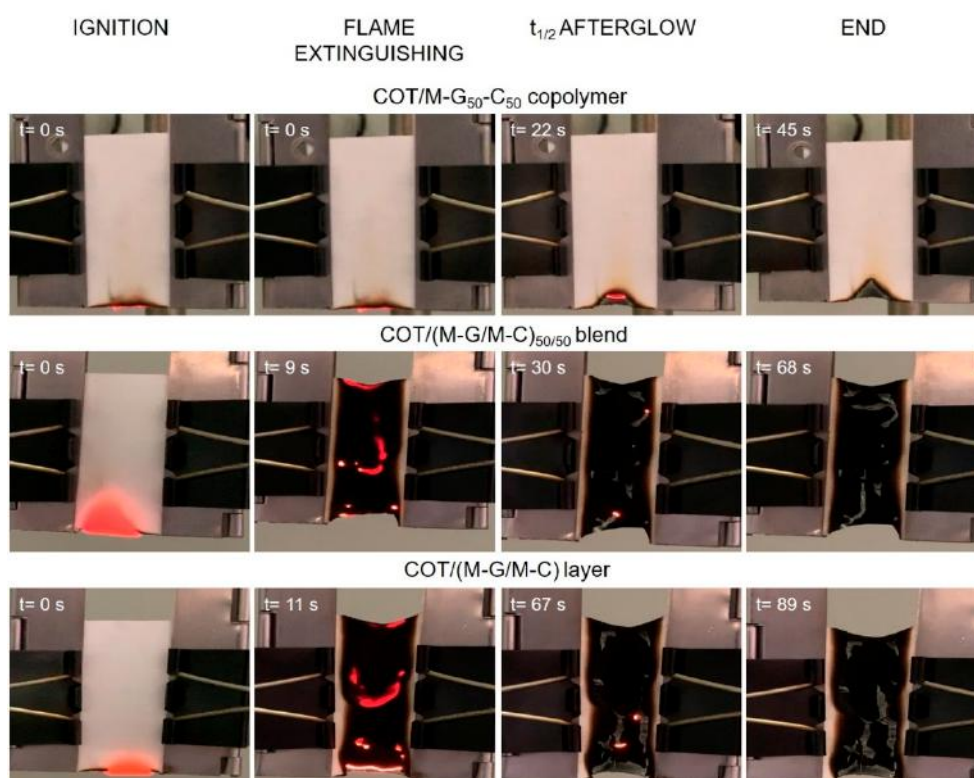 IGNITION FLAME EXTINGUISHING t1/2 AFTERGLOW END
COT/M-G50-C50 copolymer
t= 0 s t= 0 s t= 22 s t= 45 s
COT/(M-G/M-C)50/50 blend
t= 0 s t= 9 s t= 30 s t= 68 s
COT/(M-G/M-C) layer
t= 0 s t= 11 s t= 67 s t= 89 s